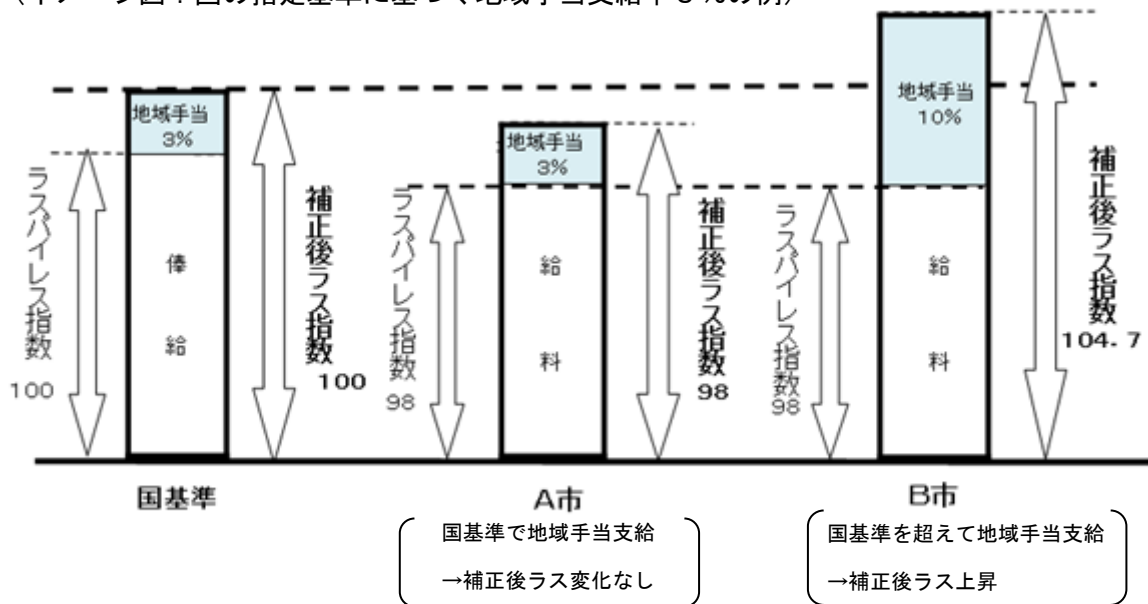 地域手当
3%
ラスパイレス指数
100
俸給
補正後ラス指数
100
国基準
地域手当
3%
ラスパイレス指数
98
給料
補正後ラス指数
98
A市
国基準で地域手当支給
→補正後ラス変化なし
地域手当
10%
ラスパイレス指数
98
給料
補正後ラス指数
104.7
B市
国基準を超えて地域手当支給
→補正後ラス上昇